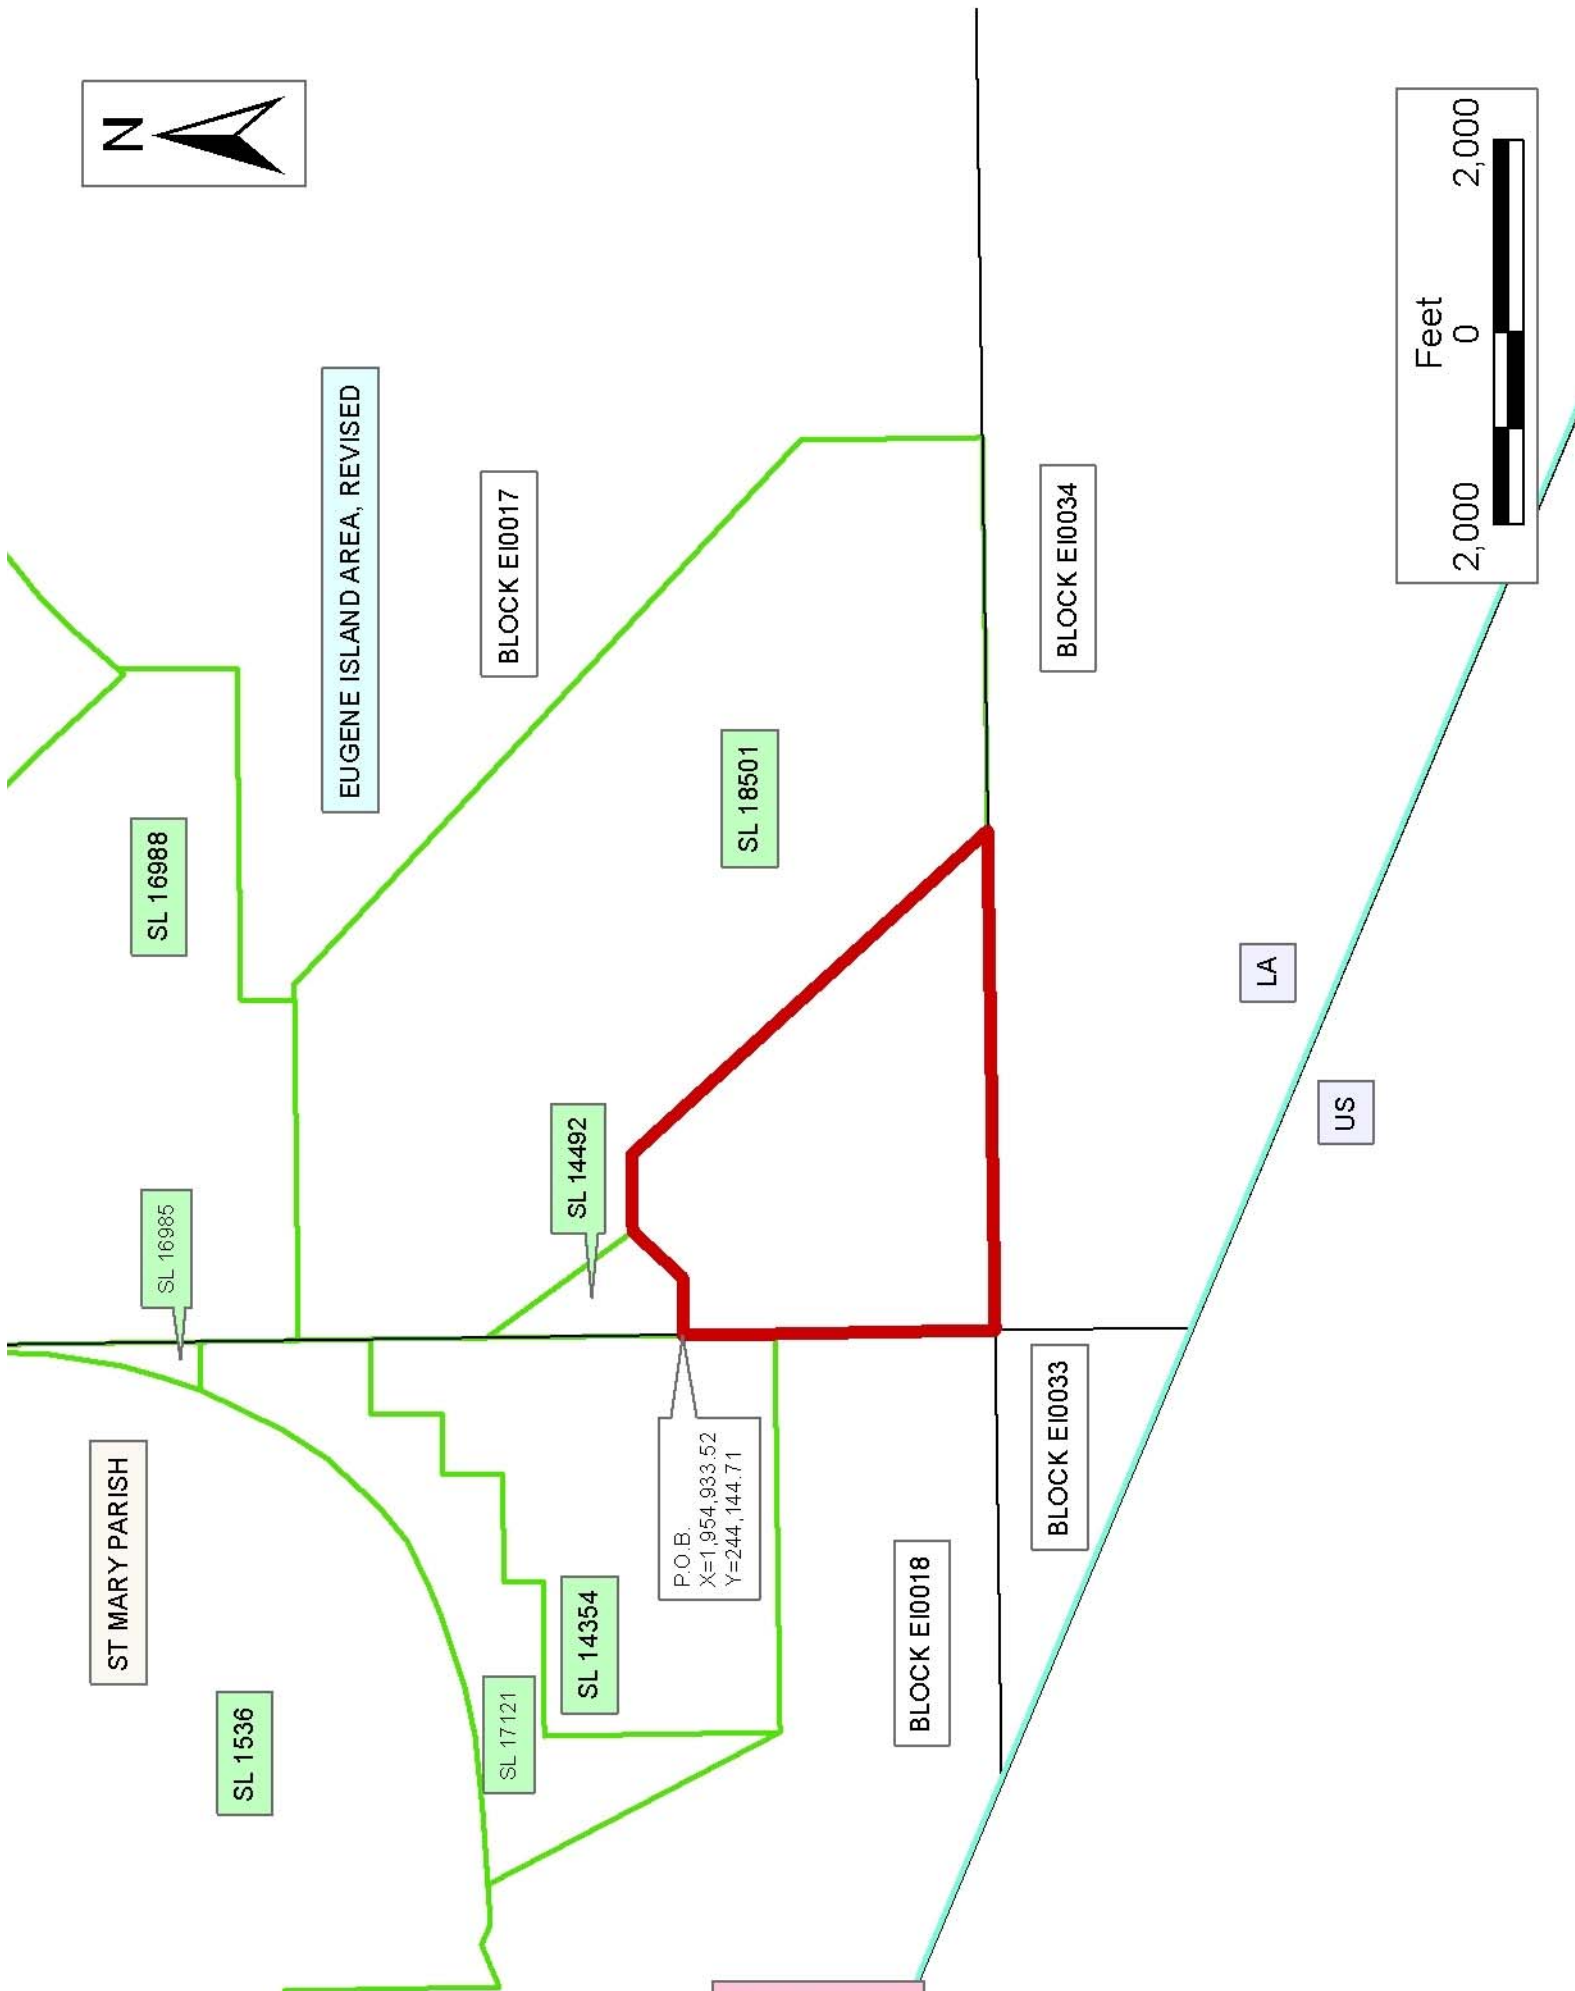 N
ST MARY PARISH
SL 1536
SL 16985
SL 16988
EUGENE ISLAND AREA, REVISED
BLOCK EI0017
SL 17121
SL 14354
SL 14492
SL 18501
P.O.B.
X=1,954,933.52
Y=244,144.71
BLOCK EI0018
BLOCK EI0033
BLOCK EI0034
LA
US
Feet
2,000 0 2,000